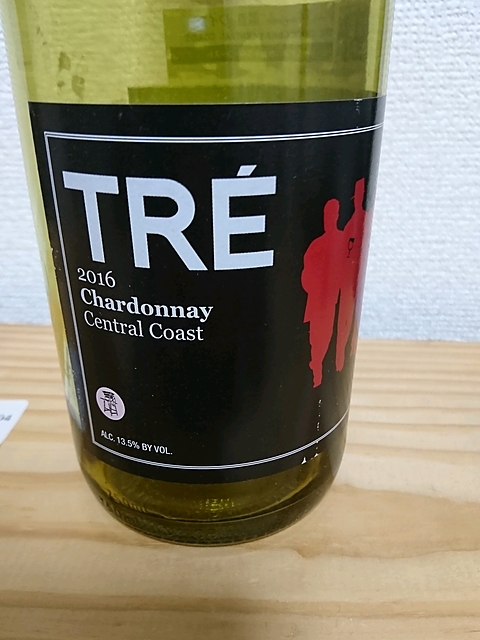 TRÉ
2016
Chardonnay
Central Coast
ALC. 13.5% BY VOL.